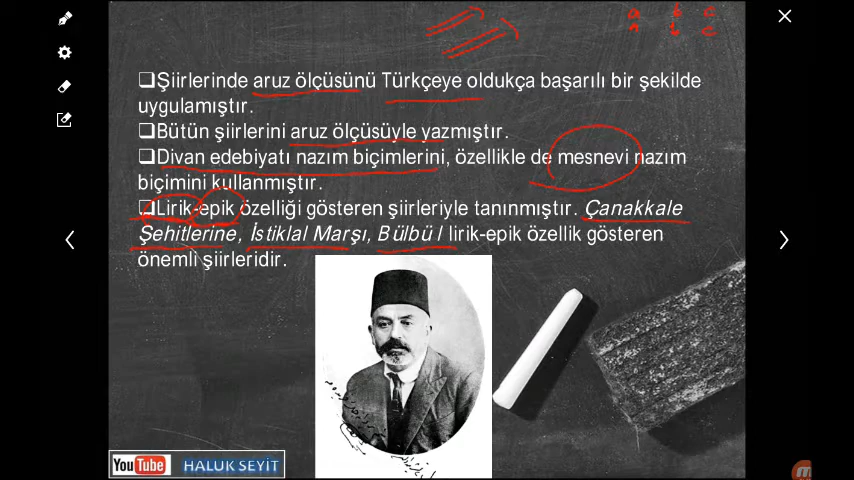 a b c
❑Şiirlerinde aruz ölçüsünü Türkçeye oldukça başarılı bir şekilde
uygulamıştır.
❑Bütün şiirlerini aruz ölçüsüyle yazmıştır.
❑Divan edebiyatı nazım biçimlerini, özellikle de mesnevi nazım
biçimini kullanmıştır.
❑Lirik-epik özelliği gösteren şiirleriyle tanınmıştır. Çanakkale
Şehitlerine, İstiklal Marşı, Bülbü l lirik-epik özellik gösteren
önemli şiirleridir.
YouTube HALUK SEYİT